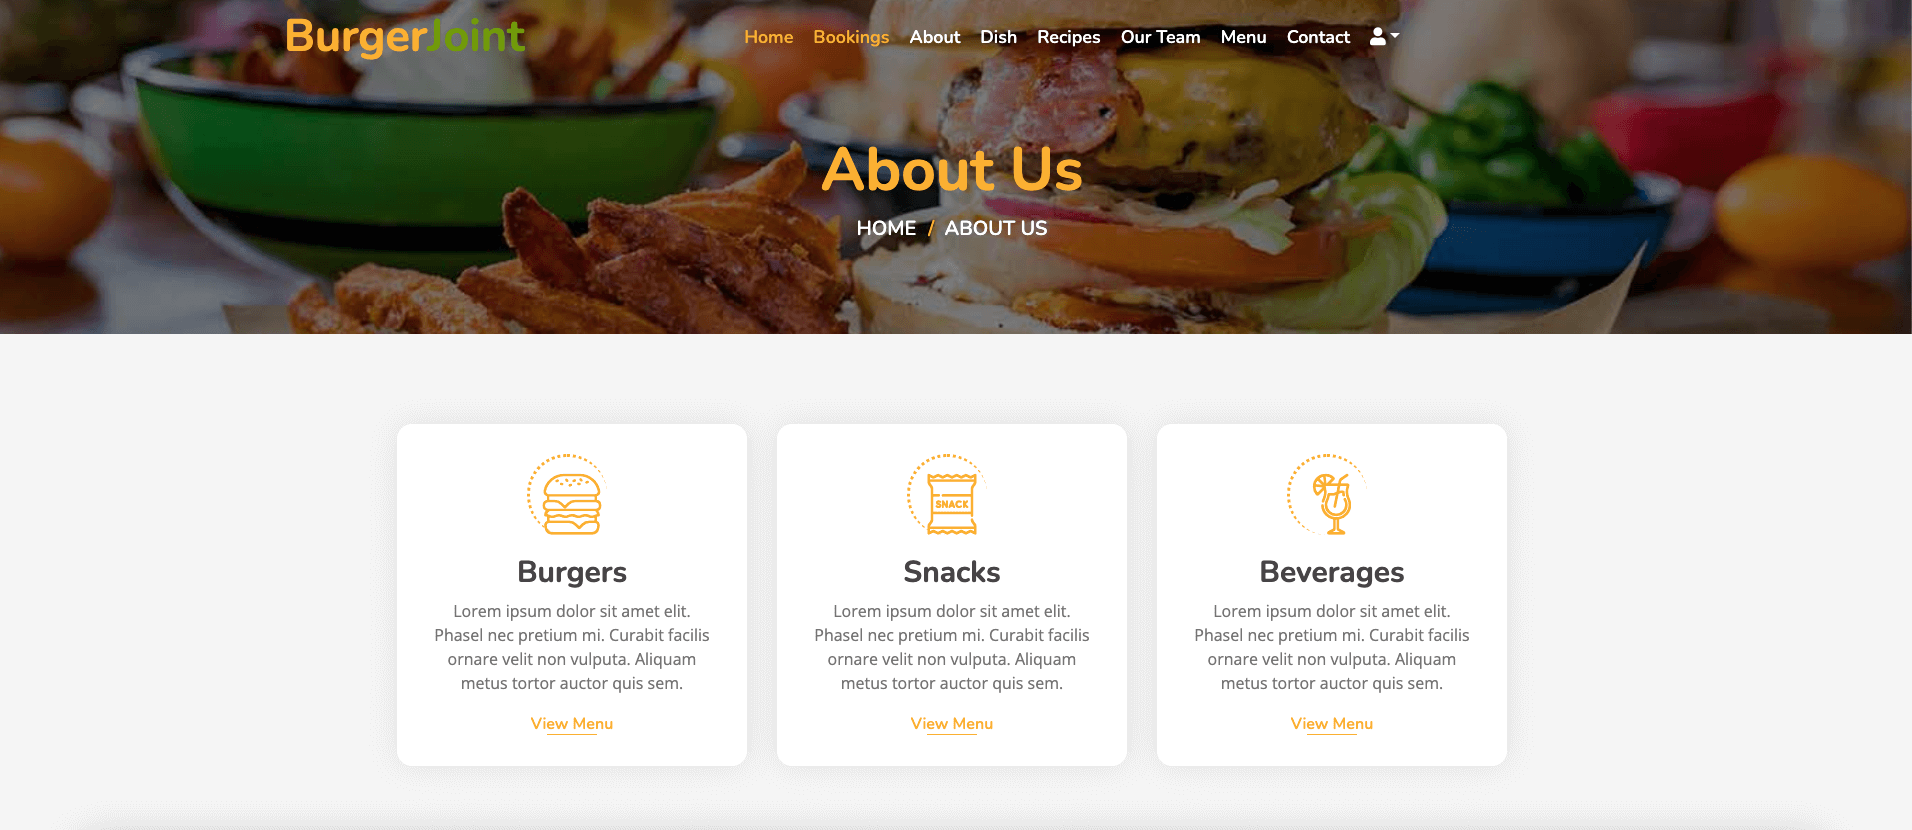 BurgerJoint
Home Bookings About Dish Recipes Our Team Menu Contact
About Us
HOME / ABOUT US
SNACK
Burgers
Lorem ipsum dolor sit amet elit.
Phasel nec pretium mi. Curabit facilis
ornare velit non vulputa. Aliquam
metus tortor auctor quis sem.
View Menu
Snacks
Lorem ipsum dolor sit amet elit.
Phasel nec pretium mi. Curabit facilis
ornare velit non vulputa. Aliquam
metus tortor auctor quis sem.
View Menu
Beverages
Lorem ipsum dolor sit amet elit.
Phasel nec pretium mi. Curabit facilis
ornare velit non vulputa. Aliquam
metus tortor auctor quis sem.
View Menu